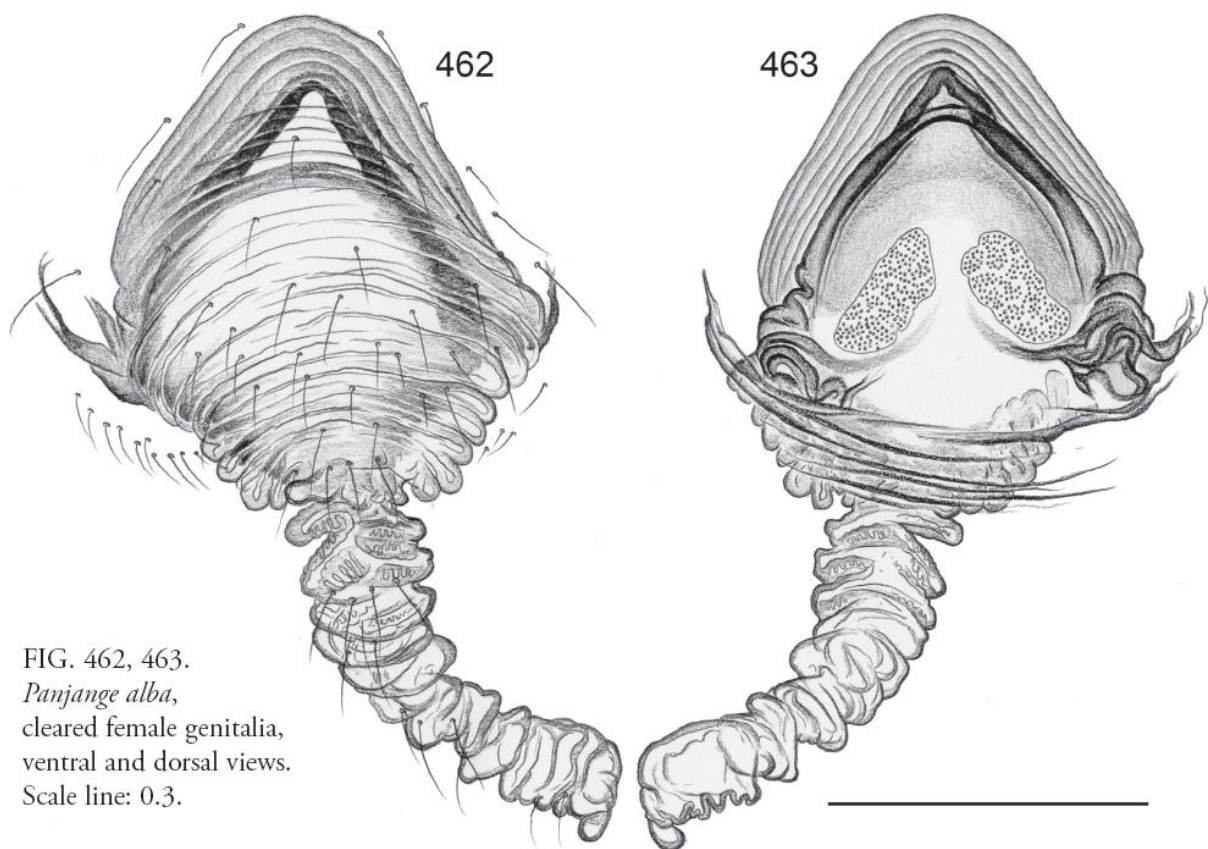 462
463
FIG. 462, 463.
Panjange alba,
cleared female genitalia,
ventral and dorsal views.
Scale line: 0.3.